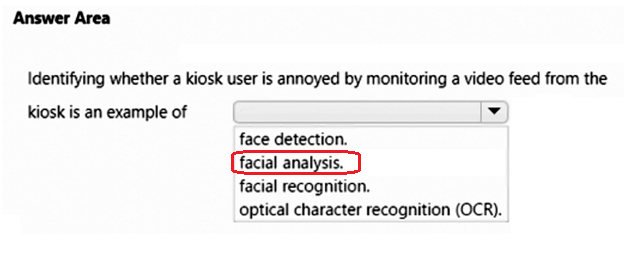 Answer Area
Identifying whether a kiosk user is annoyed by monitoring a video feed from the
kiosk is an example of
face detection.
facial analysis.
facial recognition.
optical character recognition (OCR).